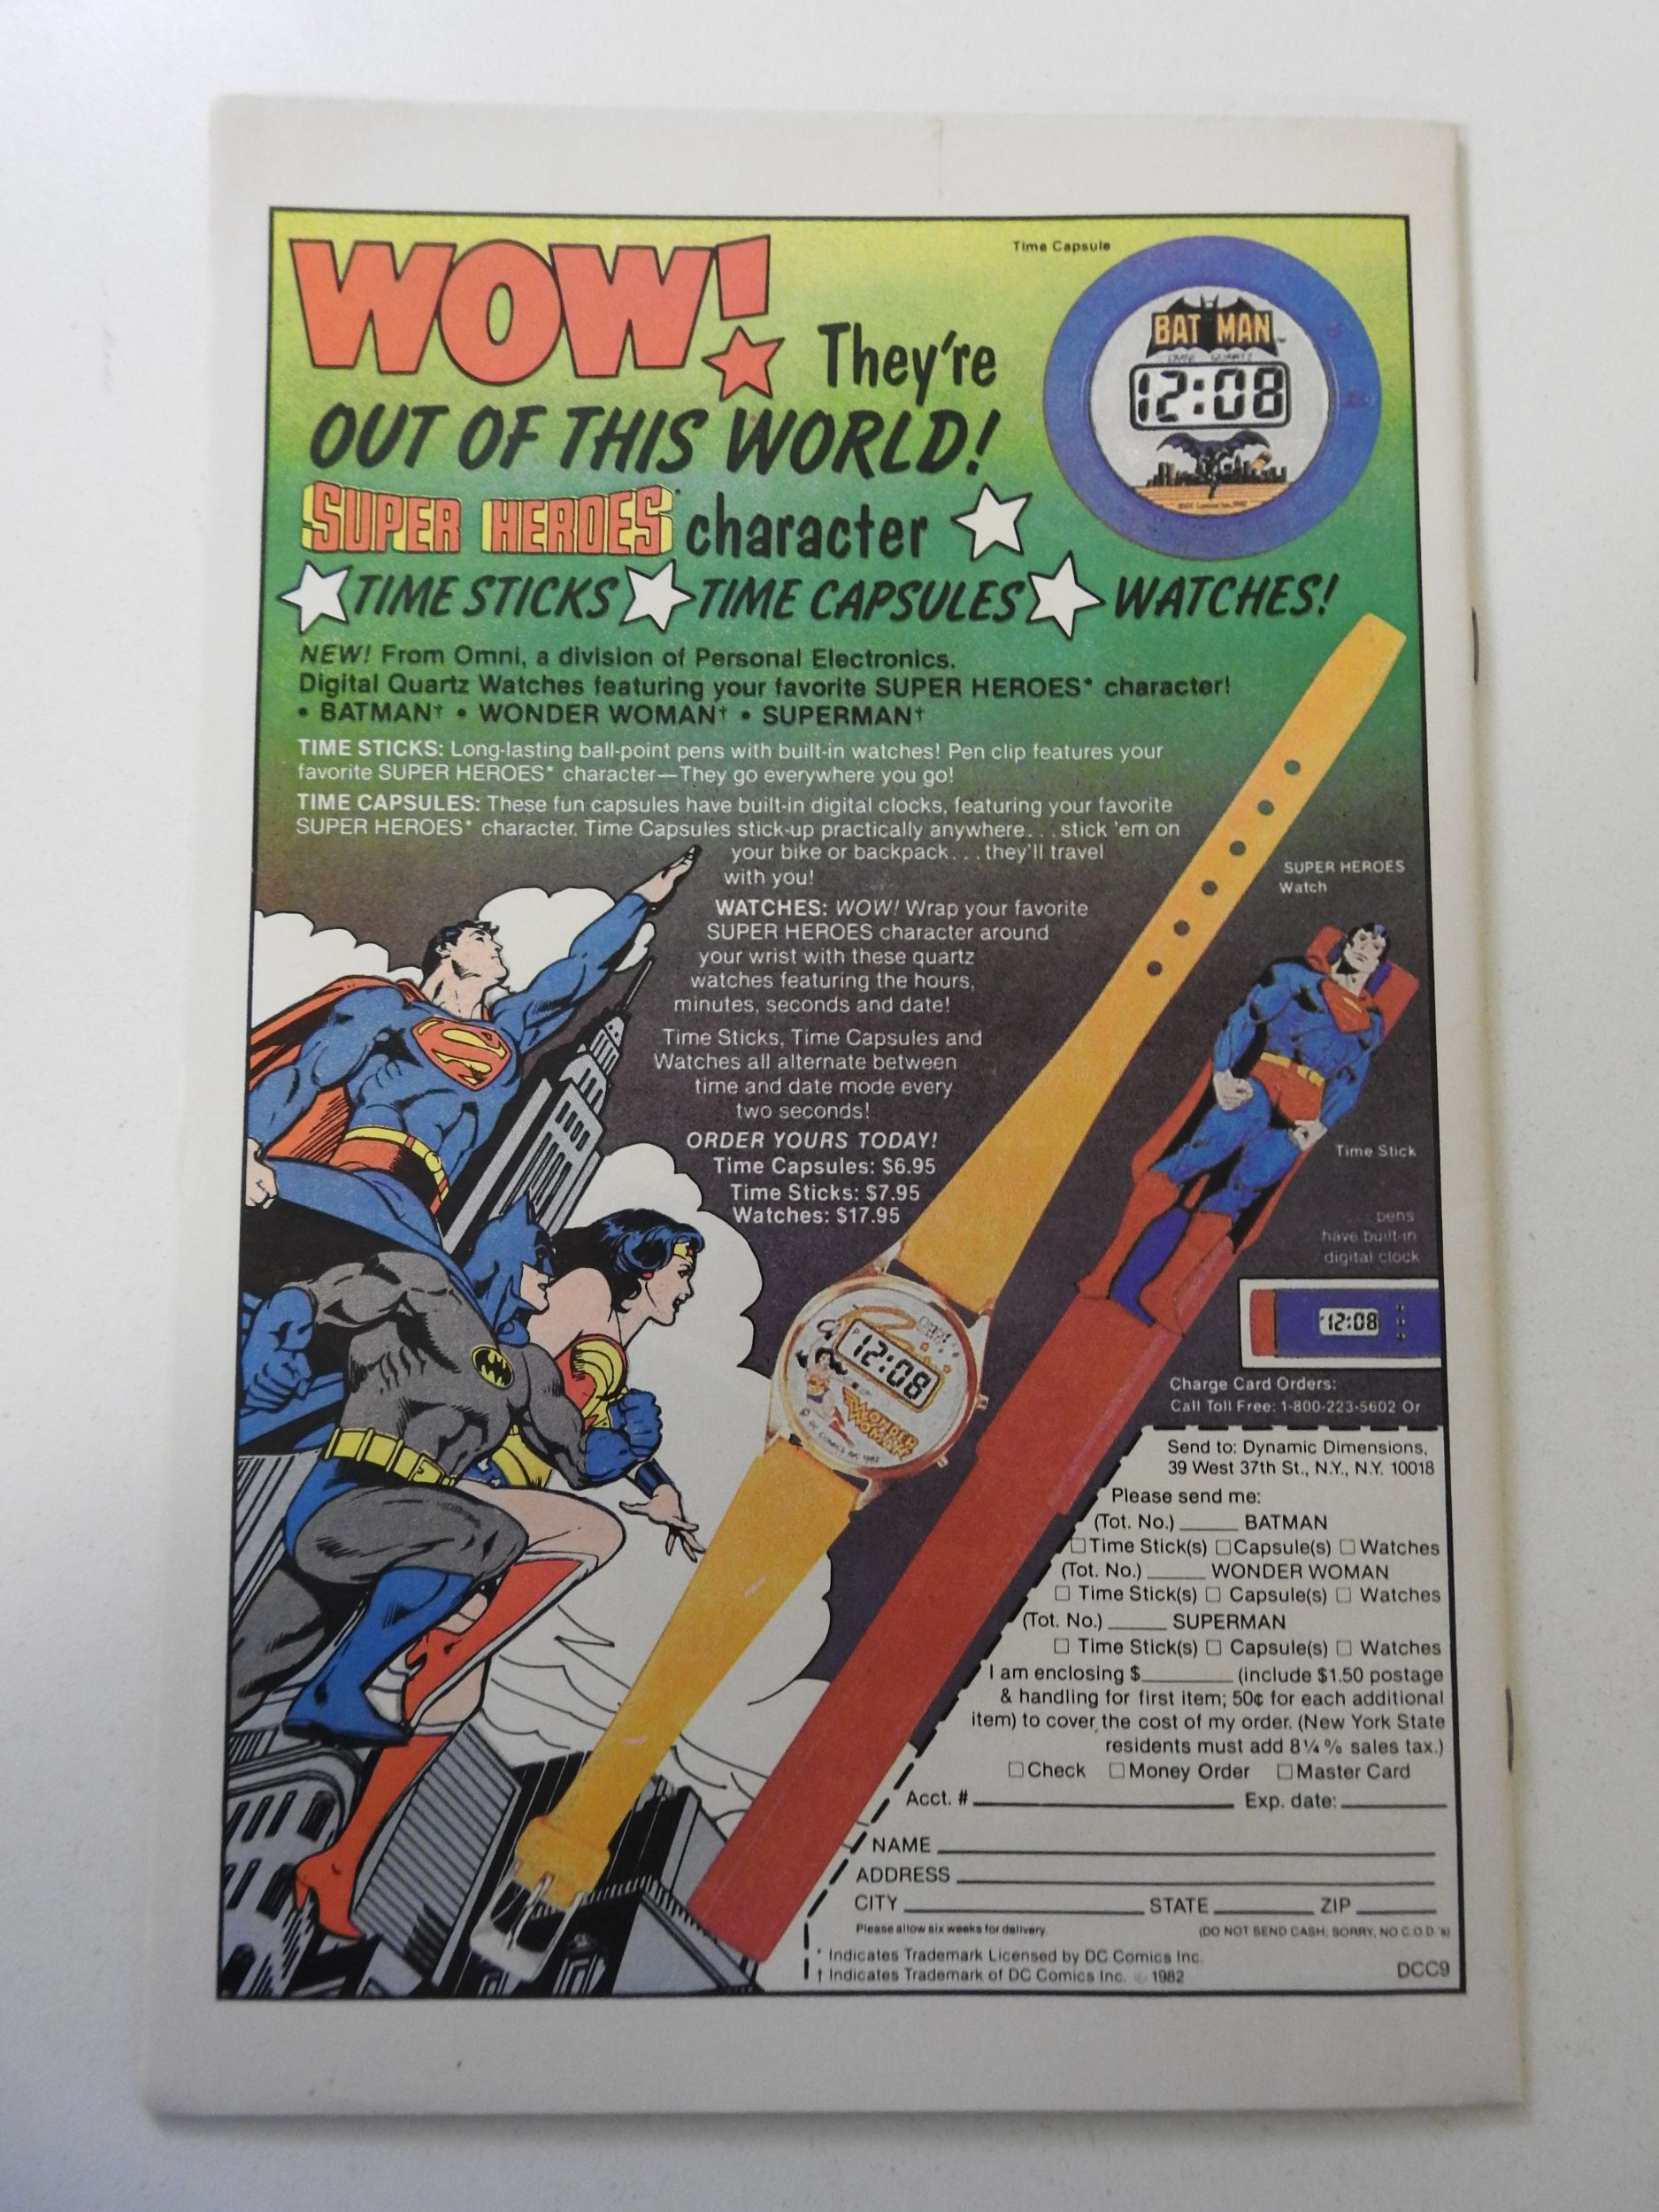 WOW!
Time Capsule
They're
OUT OF THIS WORLD!
BATMAN
QUARTZ
12:08
SUPER HEROES* character
TIME STICKS TIME CAPSULES WATCHES!
NEW! From Omni, a division of Personal Electronics.
Digital Quartz Watches featuring your favorite SUPER HEROES* character!
• BATMAN† • WONDER WOMAN† • SUPERMAN†
TIME STICKS: Long-lasting ball-point pens with built-in watches! Pen clip features your
favorite SUPER HEROES* character—They go everywhere you go!
TIME CAPSULES: These fun capsules have built-in digital clocks, featuring your favorite
SUPER HEROES* character. Time Capsules stick-up practically anywhere...stick 'em on
your bike or backpack...they'll travel
with you!
WATCHES: WOW! Wrap your favorite
SUPER HEROES character around
your wrist with these quartz
watches featuring the hours,
minutes, seconds and date!
Time Sticks, Time Capsules and
Watches all alternate between
time and date mode every
two seconds!
ORDER YOURS TODAY!
Time Capsules: $6.95
Time Sticks: $7.95
Watches: $17.95
SUPER HEROES
Watch
Time Stick
... pens
have built-in
digital clock
12:08
12:08
WONDER
WOMAN
Charge Card Orders:
Call Toll Free: 1-800-223-5602 Or
Send to: Dynamic Dimensions,
39 West 37th St., N.Y., N.Y. 10018
Please send me:
(Tot. No.) _____ BATMAN
☐ Time Stick(s) ☐ Capsule(s) ☐ Watches
(Tot. No.) _____ WONDER WOMAN
☐ Time Stick(s) ☐ Capsule(s) ☐ Watches
(Tot. No.) _____ SUPERMAN
☐ Time Stick(s) ☐ Capsule(s) ☐ Watches
I am enclosing $________ (include $1.50 postage
& handling for first item; 50¢ for each additional
item) to cover the cost of my order. (New York State
residents must add 8¼% sales tax.)
☐ Check ☐ Money Order ☐ Master Card
Acct. # ____________ Exp. date: ________
NAME ____________
ADDRESS ____________
CITY ____________ STATE ________ ZIP ________
Please allow six weeks for delivery. (DO NOT SEND CASH; SORRY, NO C.O.D.'s)
* Indicates Trademark Licensed by DC Comics Inc.
† Indicates Trademark of DC Comics Inc. © 1982
DCC9